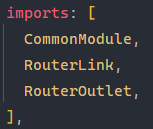 imports: [
  CommonModule,
  RouterLink,
  RouterOutlet,
],